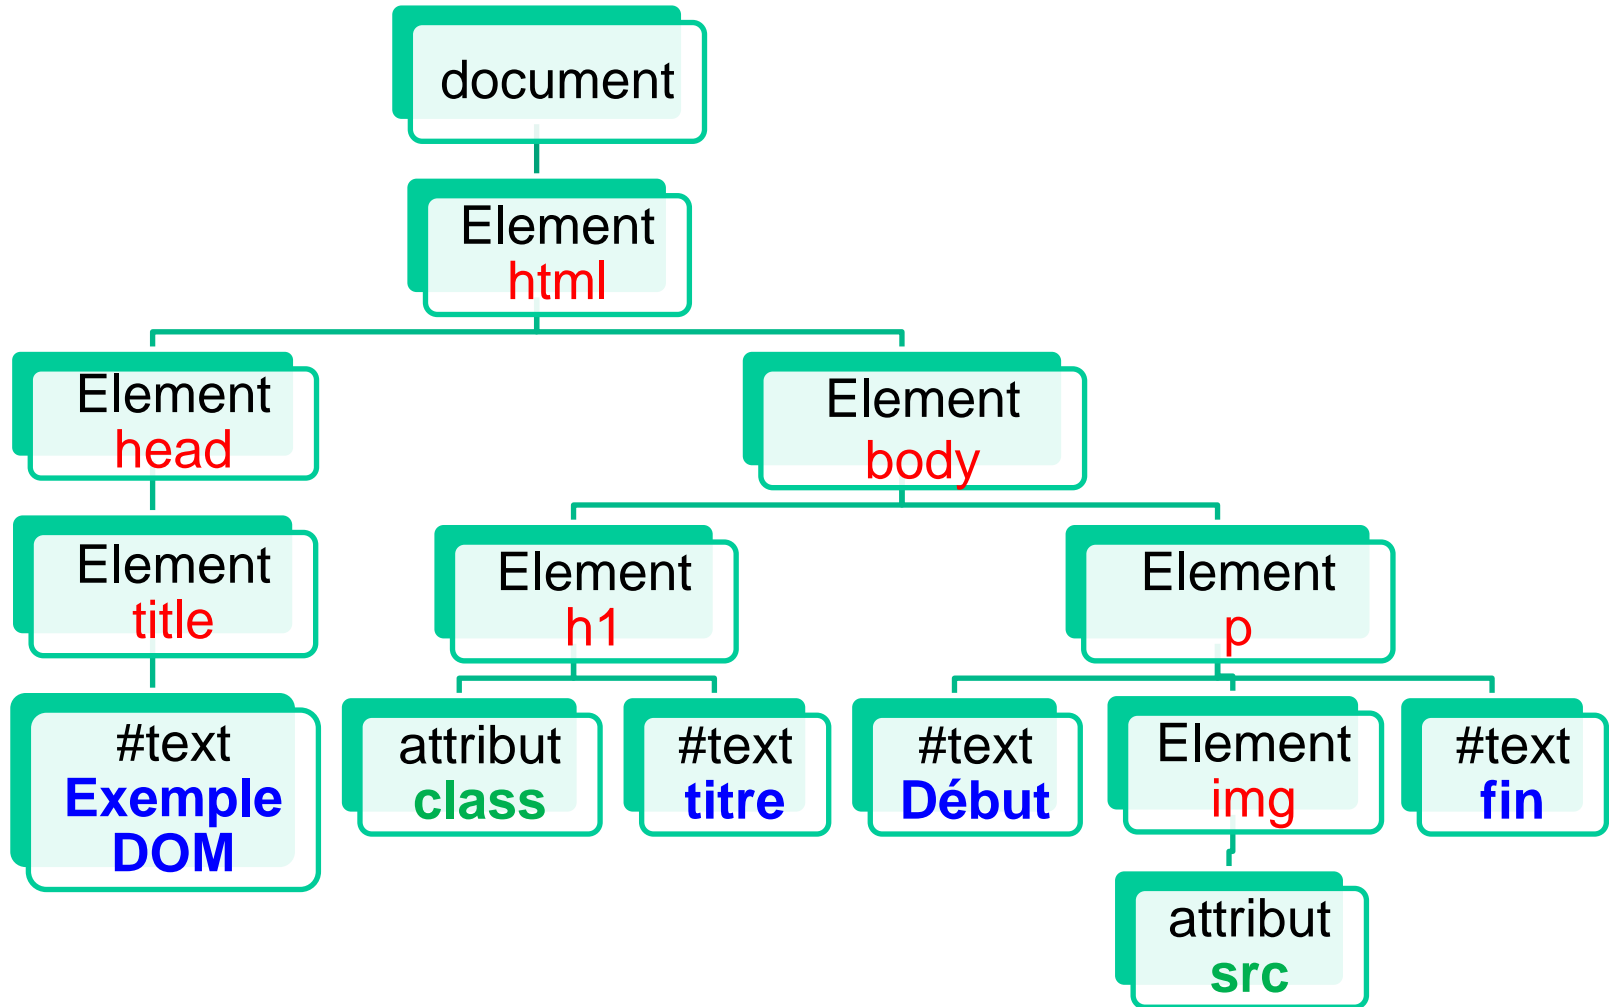 document
Element
html
Element
head
Element
body
Element
title
Element
h1
Element
p
#text
Exemple
DOM
attribut
class
#text
titre
#text
Début
Element
img
#text
fin
attribut
src